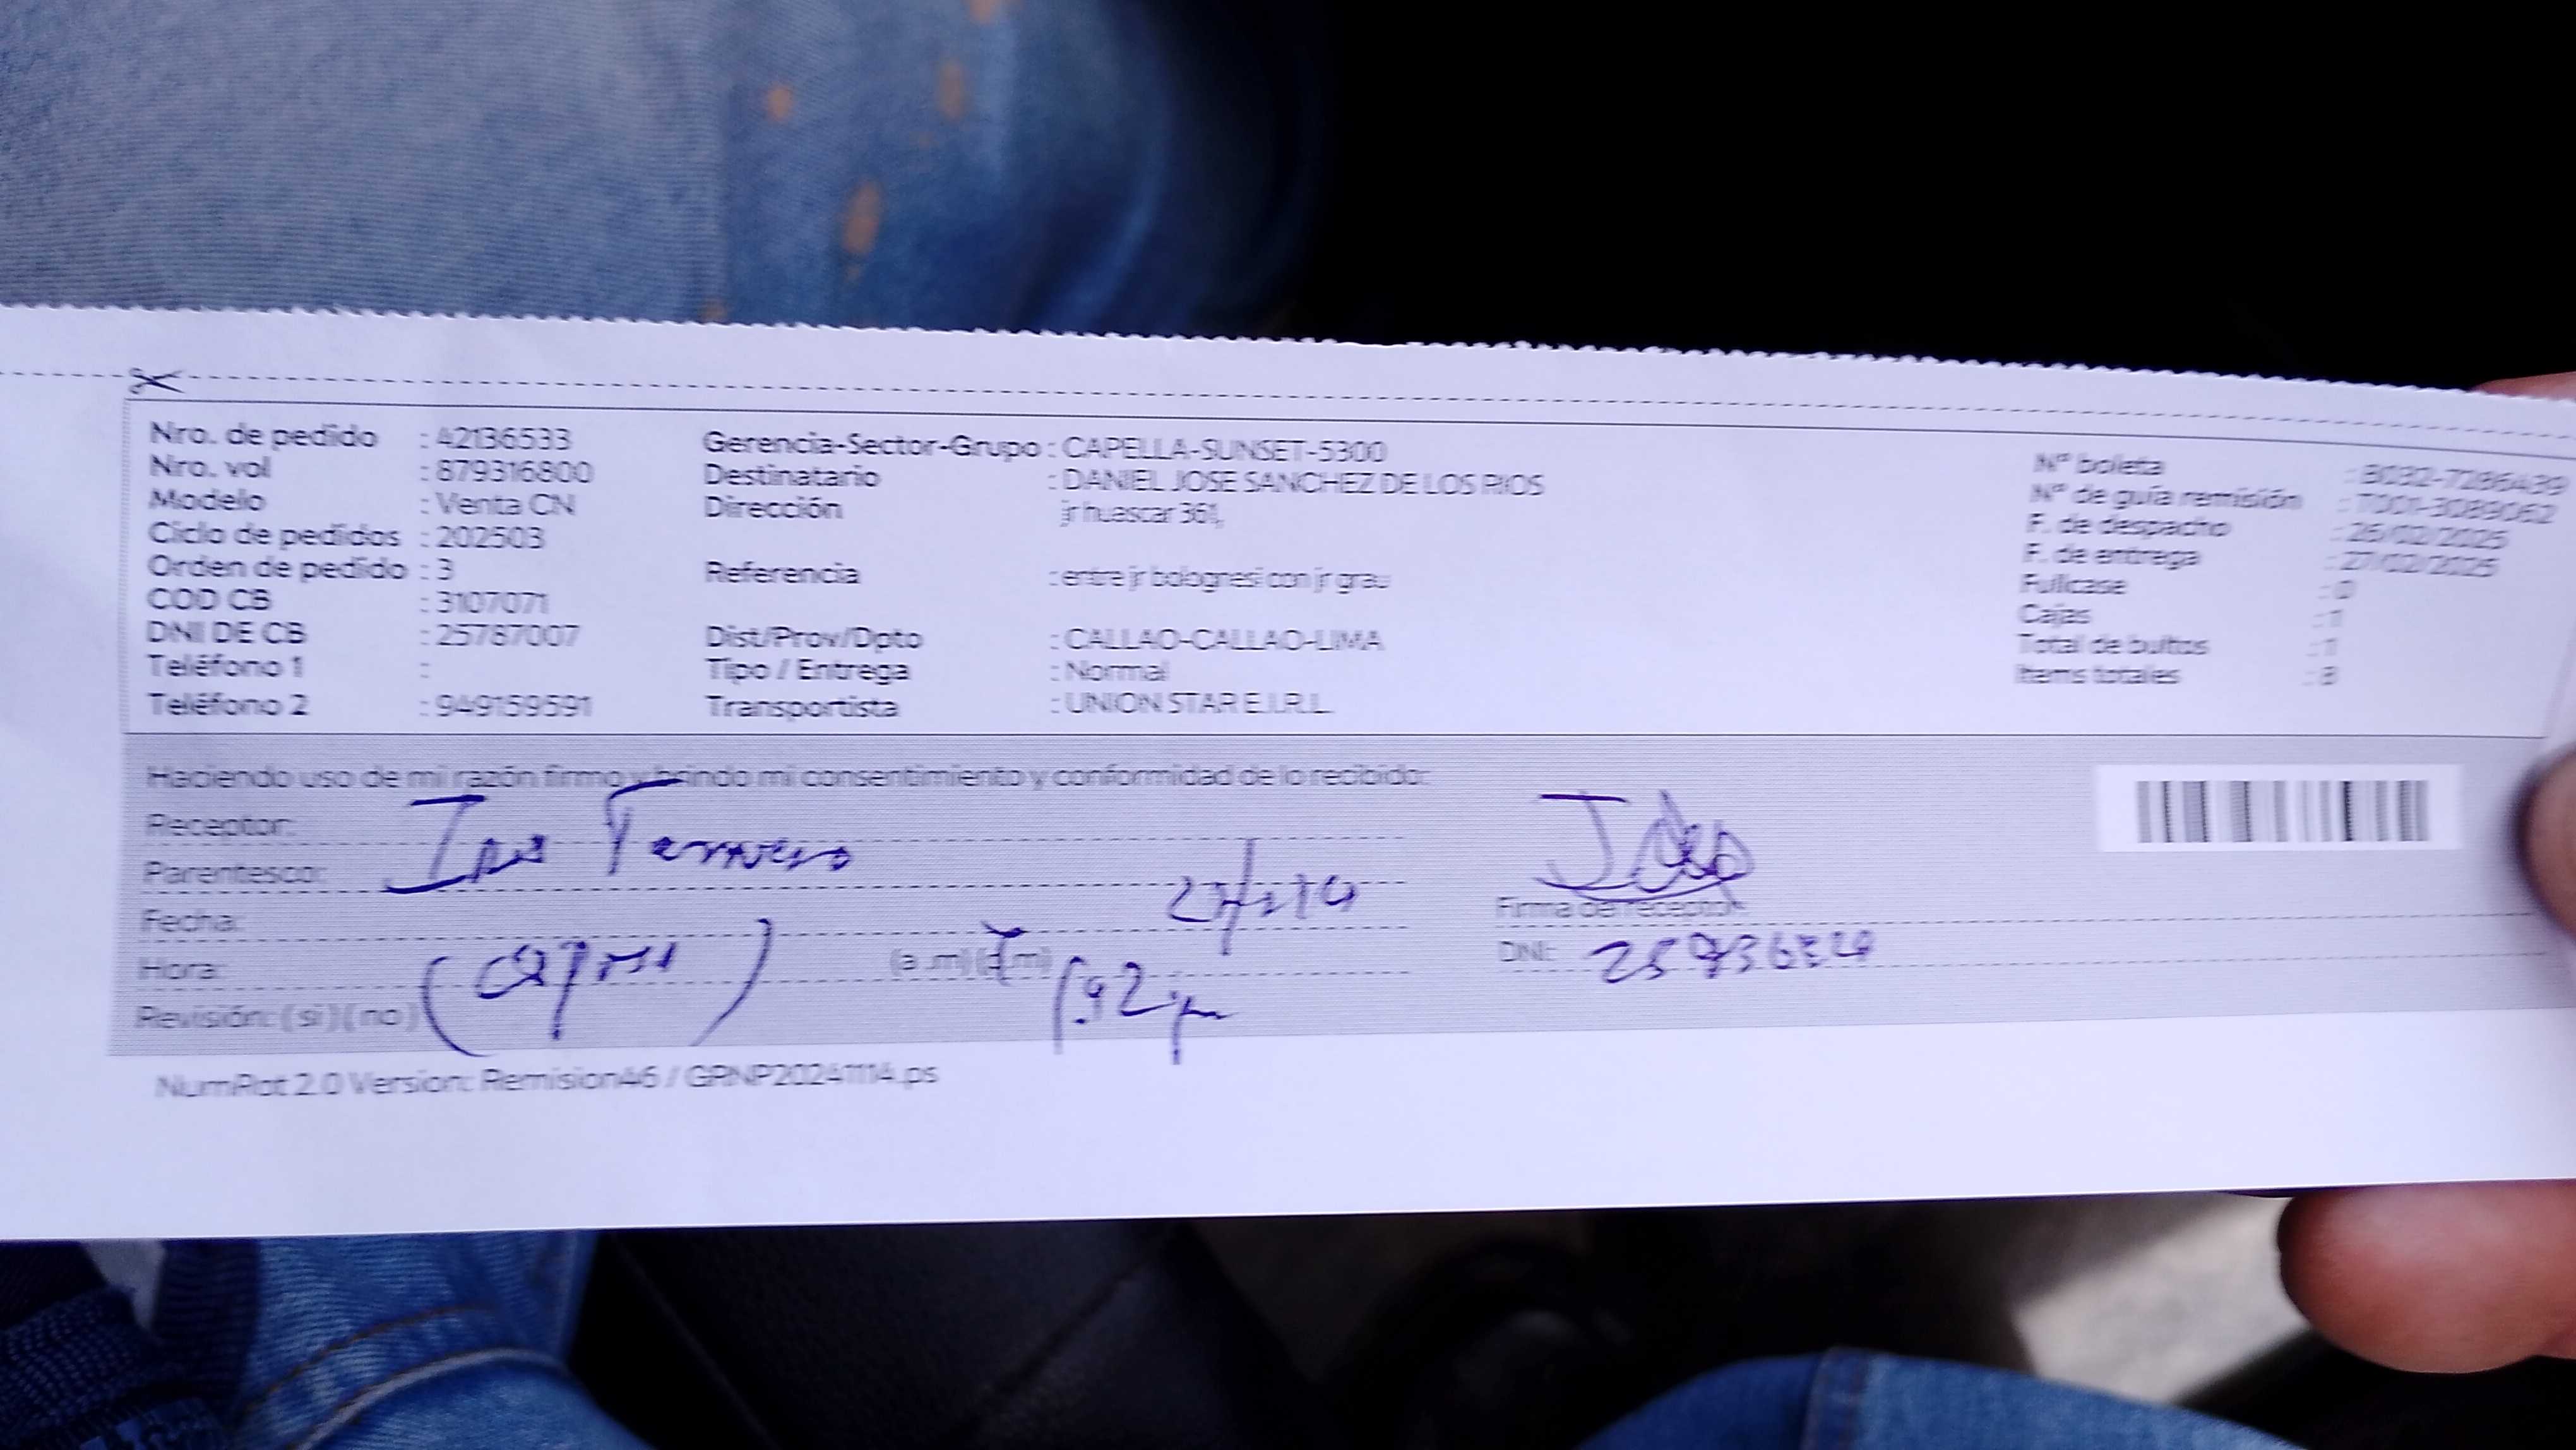 Nro. de pedido : 42136533
Nro. vol : 879316800
Modelo : Venta CN
Ciclo de pedidos : 202503
Orden de pedido : 3
COD CB : 3107071
DNI DE CB : 25787007
Teléfono 1 :
Teléfono 2 : 949159591
Gerencia-Sector-Grupo : CAPELLA-SUNSET-5300
Destinatario : DANIEL JOSE SANCHEZ DE LOS RIOS
Dirección jr huascar 361,
Referencia : entre jr bolognesi con jr grau
Dist/Prov/Dpto : CALLAO-CALLAO-LIMA
Tipo / Entrega : Normal
Transportista : UNION STAR E.I.R.L.
N° boleta : B032-7286439
N° de guía remisión : T001-3089062
F. de despacho : 26/02/2025
F. de entrega : 27/02/2025
Fullcase : 0
Cajas : 1
Total de bultos : 1
Items totales : 8
Haciendo uso de mi razón firmo y brindo mi consentimiento y conformidad de lo recibido:
Receptor:
Parentesco:
Fecha:
Hora: (a.m) (p.m)
Revisión: ( si ) ( no )
Firma del receptor
DNI:
NumRot 2.0 Version: Remision46 / GRNP20241114.ps